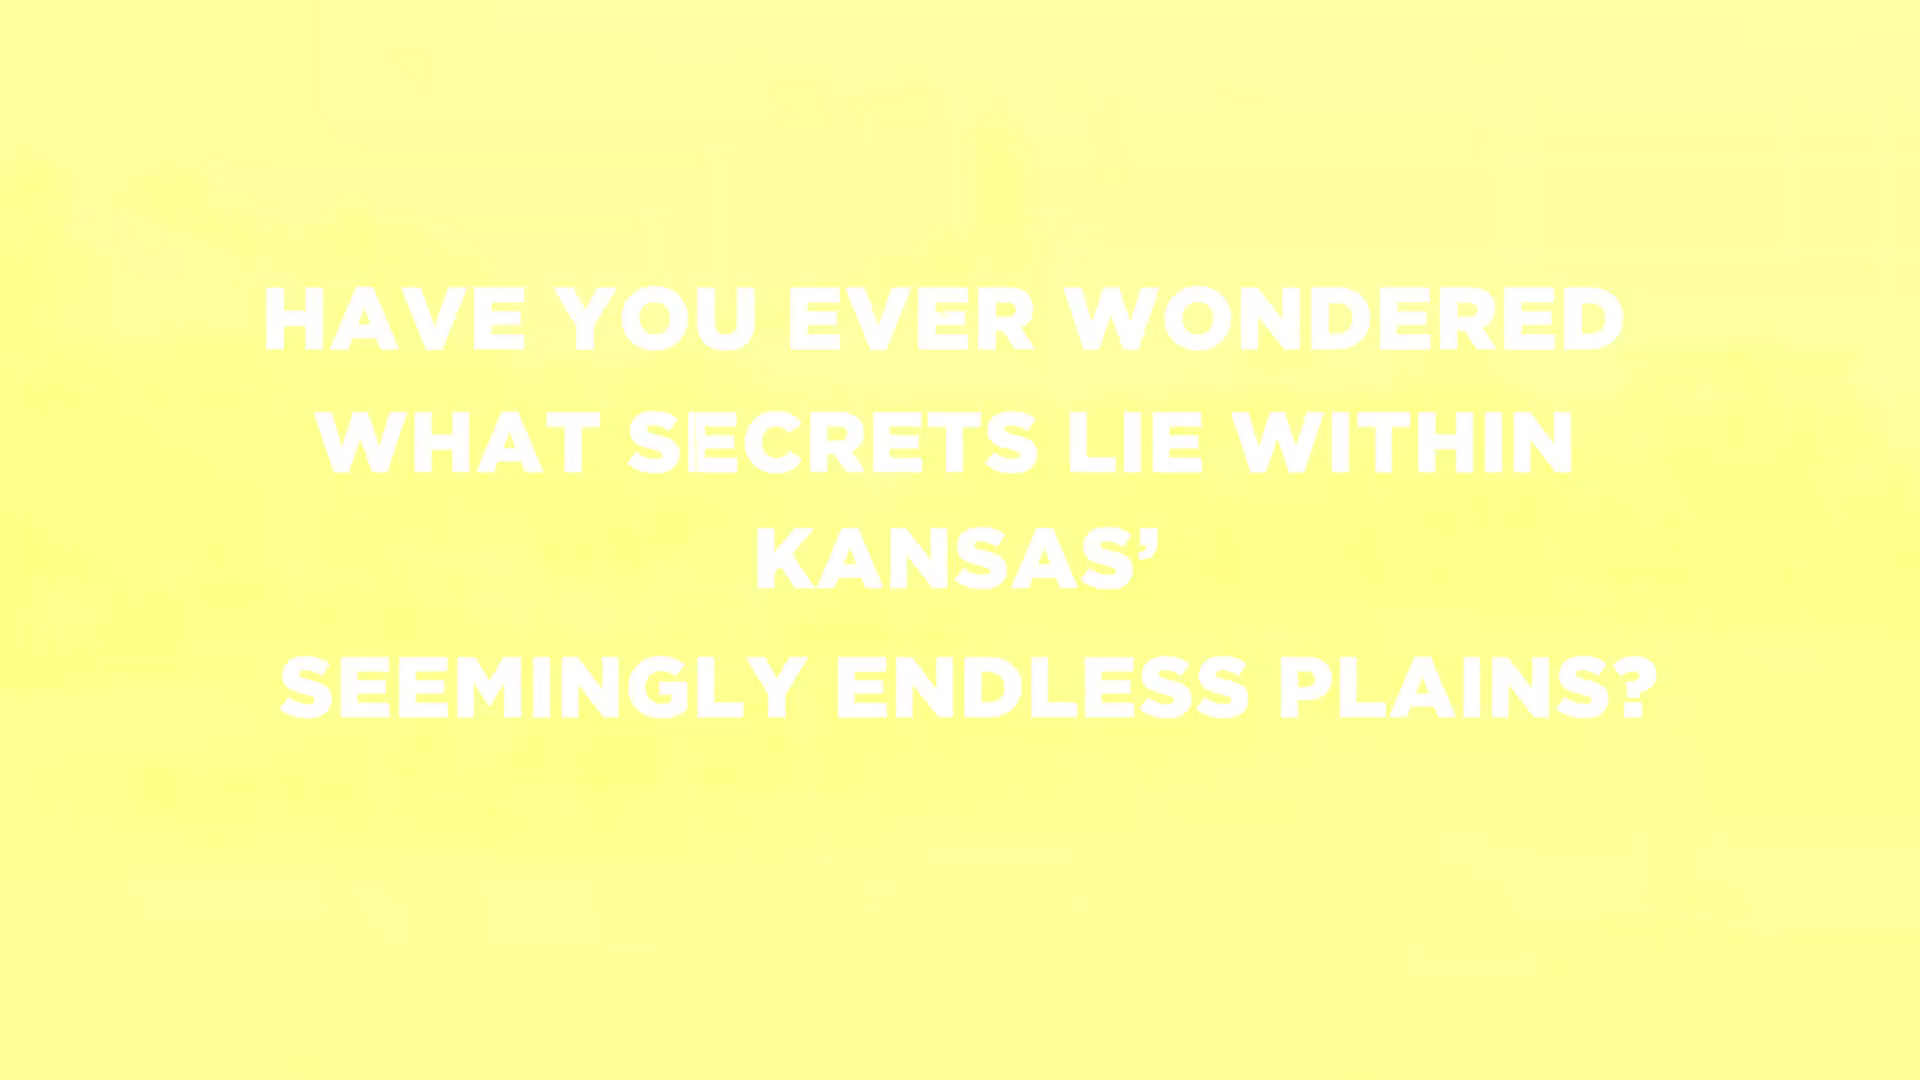 HAVE YOU EVER WONDERED
WHAT SECRETS LIE WITHIN
KANSAS’
SEEMINGLY ENDLESS PLAINS?